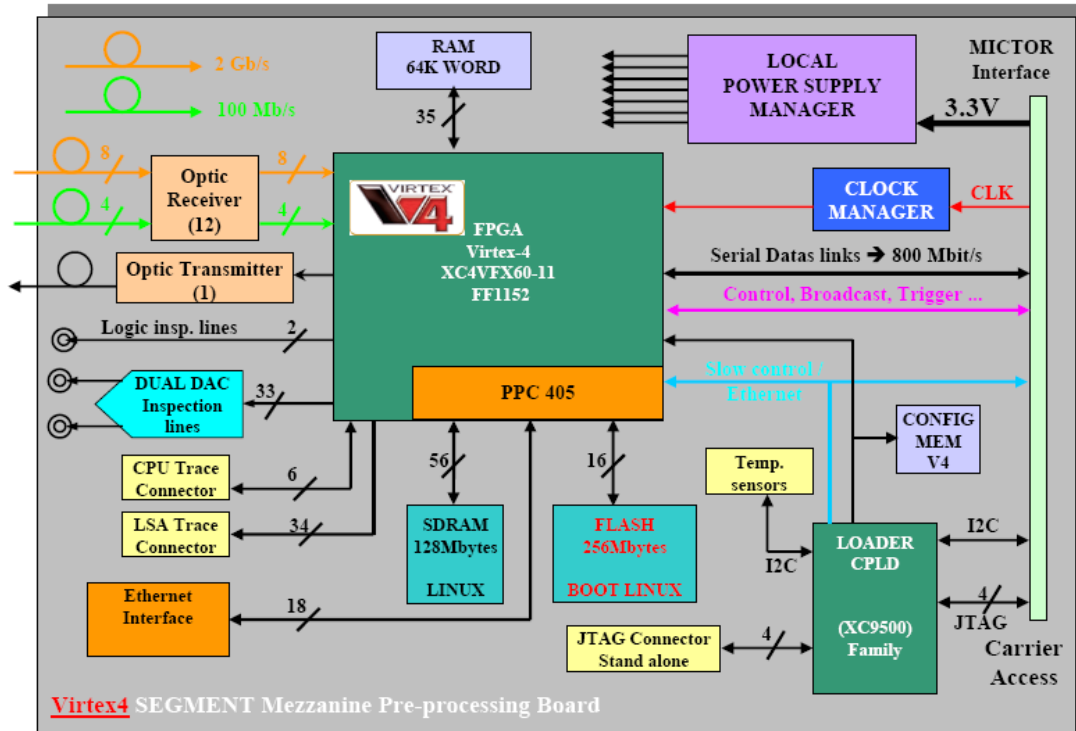 2 Gb/s
100 Mb/s
RAM
64K WORD
35
LOCAL
POWER SUPPLY
MANAGER
MICTOR
Interface
3.3V
8
4
Optic
Receiver
(12)
8
4
VIRTEX™
4
FPGA
Virtex-4
XC4VFX60-11
FF1152
CLOCK
MANAGER
CLK
Optic Transmitter
(1)
Serial Datas links → 800 Mbit/s
Control, Broadcast, Trigger ...
Logic insp. lines
2
Slow control /
Ethernet
DUAL DAC
Inspection
lines
33
PPC 405
CONFIG
MEM
V4
CPU Trace
Connector
6
56
16
Temp.
sensors
LSA Trace
Connector
34
SDRAM
128Mbytes
LINUX
FLASH
256Mbytes
BOOT LINUX
I2C
LOADER
CPLD
(XC9500)
Family
I2C
4
JTAG
Ethernet
Interface
18
JTAG Connector
Stand alone
4
Carrier
Access
Virtex4 SEGMENT Mezzanine Pre-processing Board